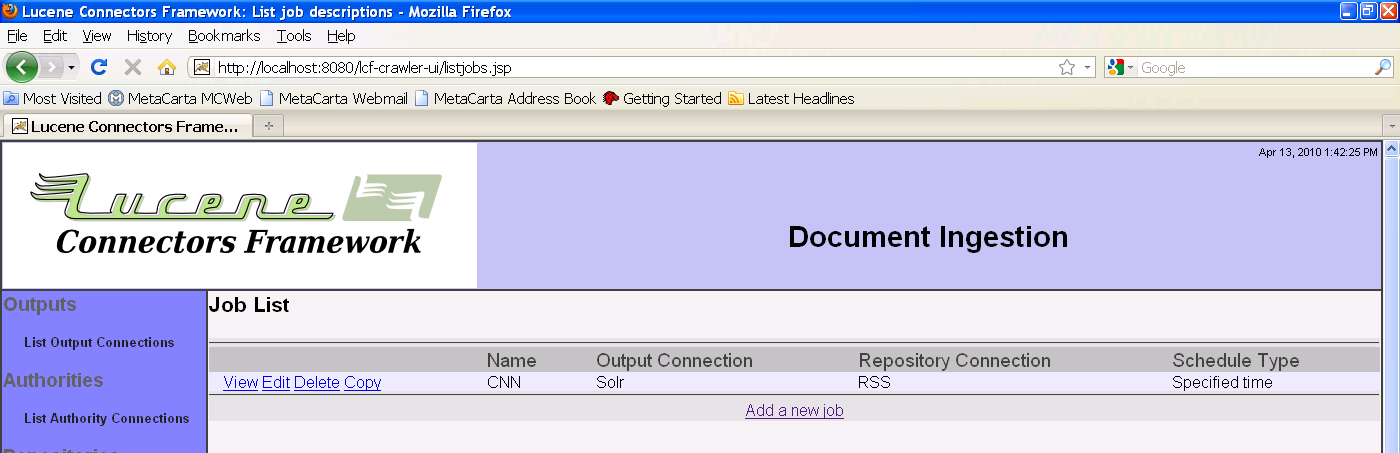 Lucene Connectors Framework: List job descriptions - Mozilla Firefox
File Edit View History Bookmarks Tools Help
http://localhost:8080/lcf-crawler-ui/listjobs.jsp Google
Most Visited MetaCarta MCWeb MetaCarta Webmail MetaCarta Address Book Getting Started Latest Headlines
Lucene Connectors Frame...
Apr 13, 2010 1:42:25 PM
Lucene
Connectors Framework
Document Ingestion
Outputs
List Output Connections
Authorities
List Authority Connections
Repositories
Job List
Name Output Connection Repository Connection Schedule Type
View Edit Delete Copy CNN Solr RSS Specified time
Add a new job